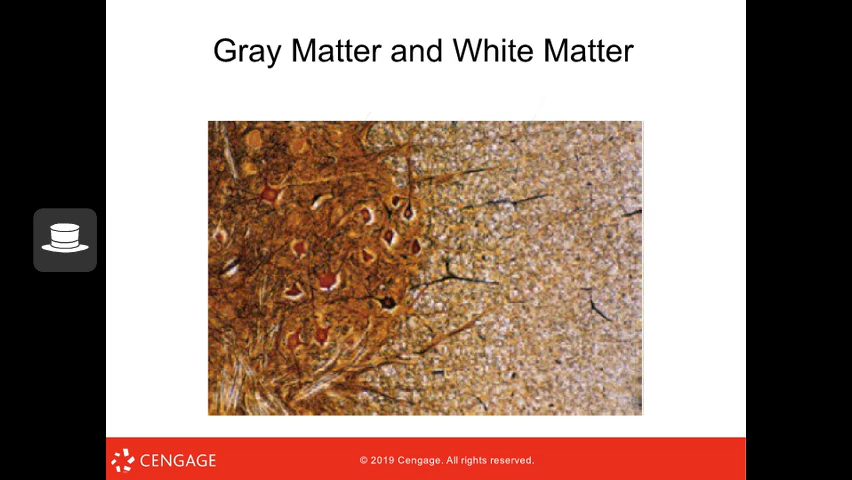 Gray Matter and White Matter
CENGAGE
© 2019 Cengage. All rights reserved.